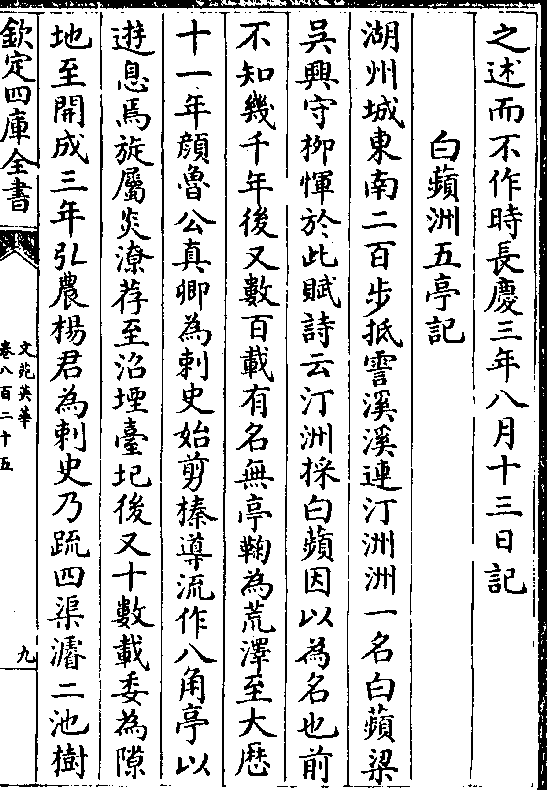 之述而不作時長慶三年八月十三日記
白蘋洲五亭記
湖州城東南二百步抵霅溪溪連汀洲洲一名白蘋梁
吳興守柳惲於此賦詩云汀洲採白蘋因以為名也前
不知幾千年後又數百載有名無亭鞠為荒澤至大厯
十一年顔魯公真卿為刺史始剪榛導流作八角亭以
遊息焉旋屬災潦荐至沼堙臺圮後又十數載委為隙
地至開成三年弘農楊君為刺史乃疏四渠濬二池樹
欽定四庫全書
文苑英華
卷八百二十五
九